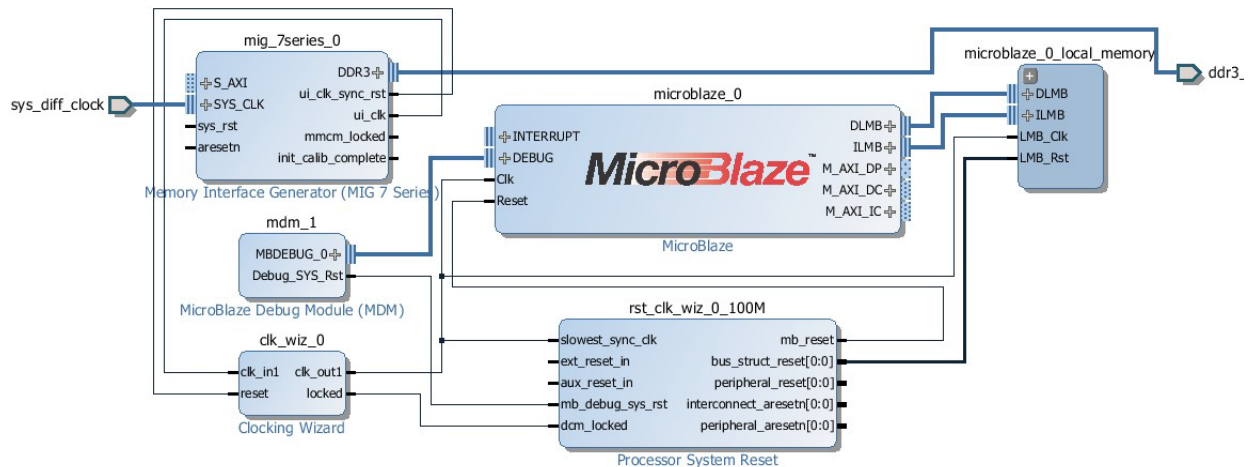 mig_7series_0
S_AXI
SYS_CLK
sys_rst
aresetn
DDR3
ui_clk_sync_rst
ui_clk
mmcm_locked
init_calib_complete
Memory Interface Generator (MIG 7 Series)
sys_diff_clock
mdm_1
MBDEBUG_0
Debug_SYS_Rst
MicroBlaze Debug Module (MDM)
clk_wiz_0
clk_in1
reset
clk_out1
locked
Clocking Wizard
microblaze_0
INTERRUPT
DEBUG
Clk
Reset
MicroBlaze™
DLMB
ILMB
M_AXI_DP
M_AXI_DC
M_AXI_IC
MicroBlaze
rst_clk_wiz_0_100M
slowest_sync_clk
ext_reset_in
aux_reset_in
mb_debug_sys_rst
dcm_locked
mb_reset
bus_struct_reset[0:0]
peripheral_reset[0:0]
interconnect_aresetn[0:0]
peripheral_aresetn[0:0]
Processor System Reset
microblaze_0_local_memory
DLMB
ILMB
LMB_Clk
LMB_Rst
ddr3_